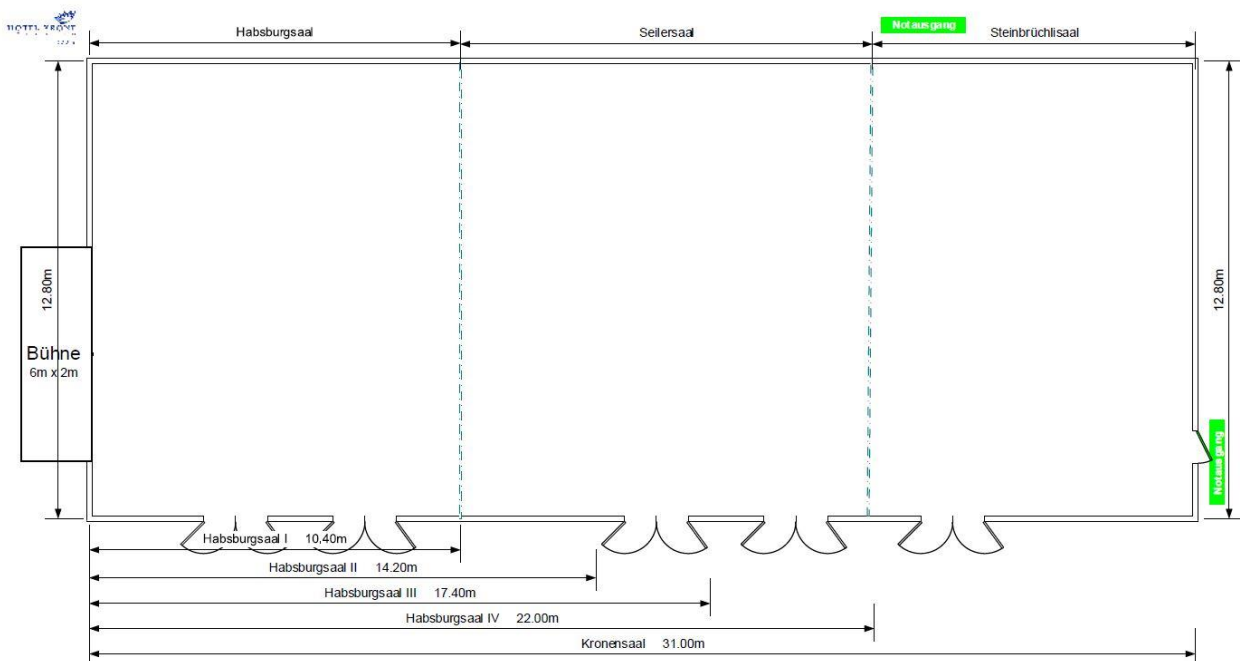 HOTEL KRONE
Habsburgsaal
Seilersaal
Notausgang
Steinbrüchlisaal
12.80m
12.80m
Bühne
6m x 2m
Notausgang
Habsburgsaal I 10,40m
Habsburgsaal II 14.20m
Habsburgsaal III 17.40m
Habsburgsaal IV 22.00m
Kronensaal 31.00m